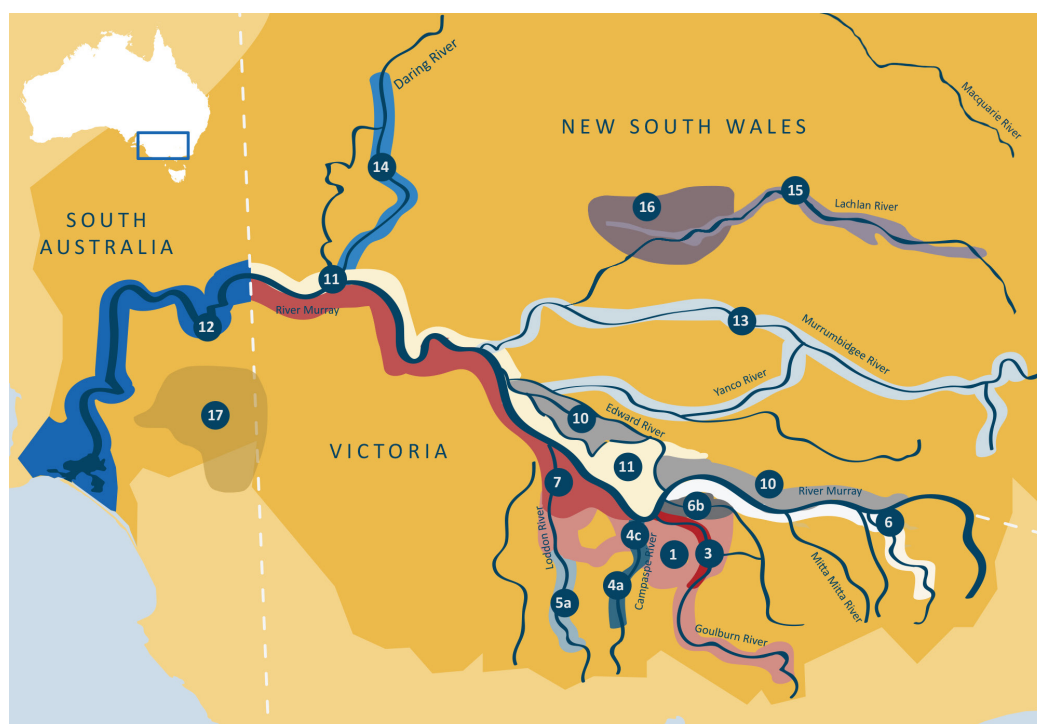 Daring River
Macquarie River
NEW SOUTH WALES
14
16
15
Lachlan River
SOUTH
AUSTRALIA
11
River Murray
12
13
Murrumbidgee River
Yanco River
17
10
Edward River
VICTORIA
11
7
10
River Murray
6b
6
4c
1
3
Loddon River
Campaspe River
Mitta Mitta River
4a
5a
Goulburn River